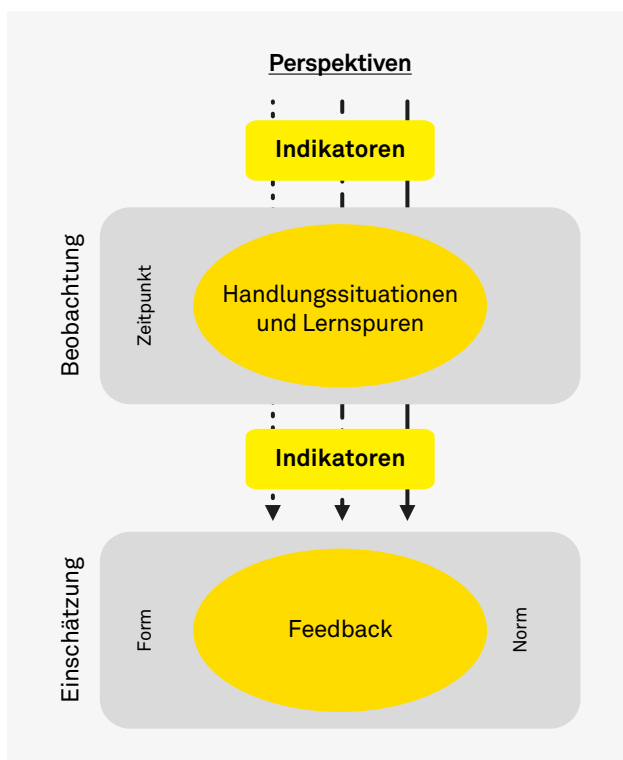 Perspektiven
Indikatoren
Beobachtung
Zeitpunkt
Handlungssituationen
und Lernspuren
Indikatoren
Einschätzung
Form
Feedback
Norm